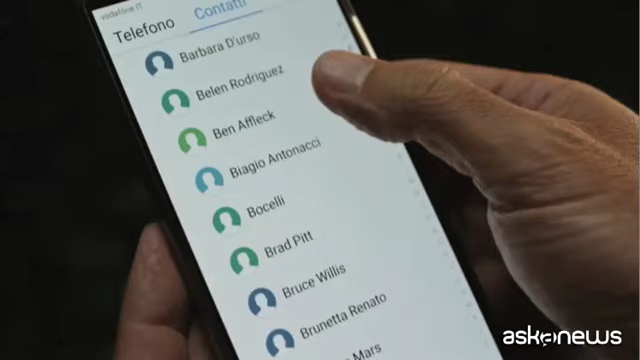 vodafone IT
Telefono Contatti
Barbara D'urso
Belen Rodriguez
Ben Affleck
Biagio Antonacci
Bocelli
Brad Pitt
Bruce Willis
Brunetta Renato
Mars
askanews